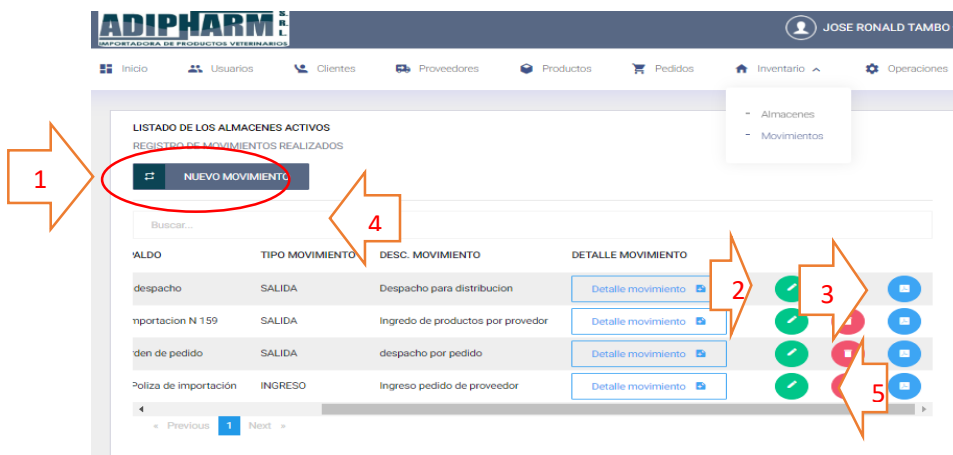 ADIPHARM S.R.L.
IMPORTADORA DE PRODUCTOS VETERINARIOS
JOSE RONALD TAMBO
Inicio Usuarios Clientes Proveedores Productos Pedidos Inventario Operaciones
- Almacenes
- Movimientos
LISTADO DE LOS ALMACENES ACTIVOS
REGISTRO DE MOVIMIENTOS REALIZADOS
1
NUEVO MOVIMIENTO
4
Buscar...
ALDO TIPO MOVIMIENTO DESC. MOVIMIENTO DETALLE MOVIMIENTO
despacho SALIDA Despacho para distribucion Detalle movimiento 2 3
mportacion N 159 SALIDA Ingredo de productos por provedor Detalle movimiento
rden de pedido SALIDA despacho por pedido Detalle movimiento
Poliza de importación INGRESO Ingreso pedido de proveedor Detalle movimiento 5
« Previous 1 Next »